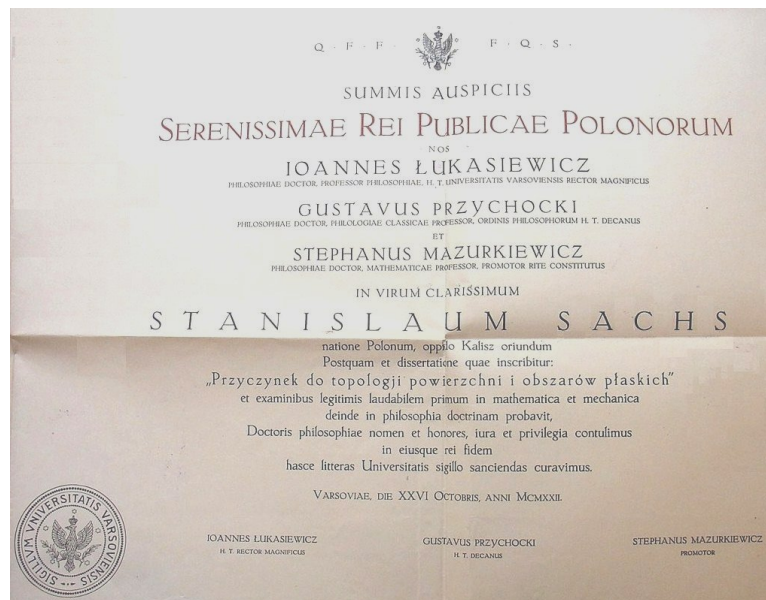 Q · F · F · F · Q · S ·
SUMMIS AUSPICIIS
SERENISSIMAE REI PUBLICAE POLONORUM
NOS
IOANNES ŁUKASIEWICZ
PHILOSOPHIAE DOCTOR, PROFESSOR PHILOSOPHIAE, H. T. UNIVERSITATIS VARSOVIENSIS RECTOR MAGNIFICUS
GUSTAVUS PRZYCHOCKI
PHILOSOPHIAE DOCTOR, PHILOLOGIAE CLASSICAE PROFESSOR, ORDINIS PHILOSOPHORUM H. T. DECANUS
ET
STEPHANUS MAZURKIEWICZ
PHILOSOPHIAE DOCTOR, MATHEMATICAE PROFESSOR, PROMOTOR RITE CONSTITUTUS
IN VIRUM CLARISSIMUM
STANISLAUM SACHS
natione Polonum, oppido Kalisz oriundum
Postquam et dissertatione quae inscribitur:
„Przyczynek do topologji powierzchni i obszarów płaskich”
et examinibus legitimis laudabilem primum in mathematica et mechanica
deinde in philosophia doctrinam probavit,
Doctoris philosophiae nomen et honores, iura et privilegia contulimus
in eiusque rei fidem
hasce litteras Universitatis sigillo sanciendas curavimus.
VARSOVIAE, DIE XXVI OCTOBRIS, ANNI MCMXXII.
IOANNES ŁUKASIEWICZ
H. T. RECTOR MAGNIFICUS
GUSTAVUS PRZYCHOCKI
H. T. DECANUS
STEPHANUS MAZURKIEWICZ
PROMOTOR
SIGILLVM VNIVERSITATIS VARSOVIENSIS